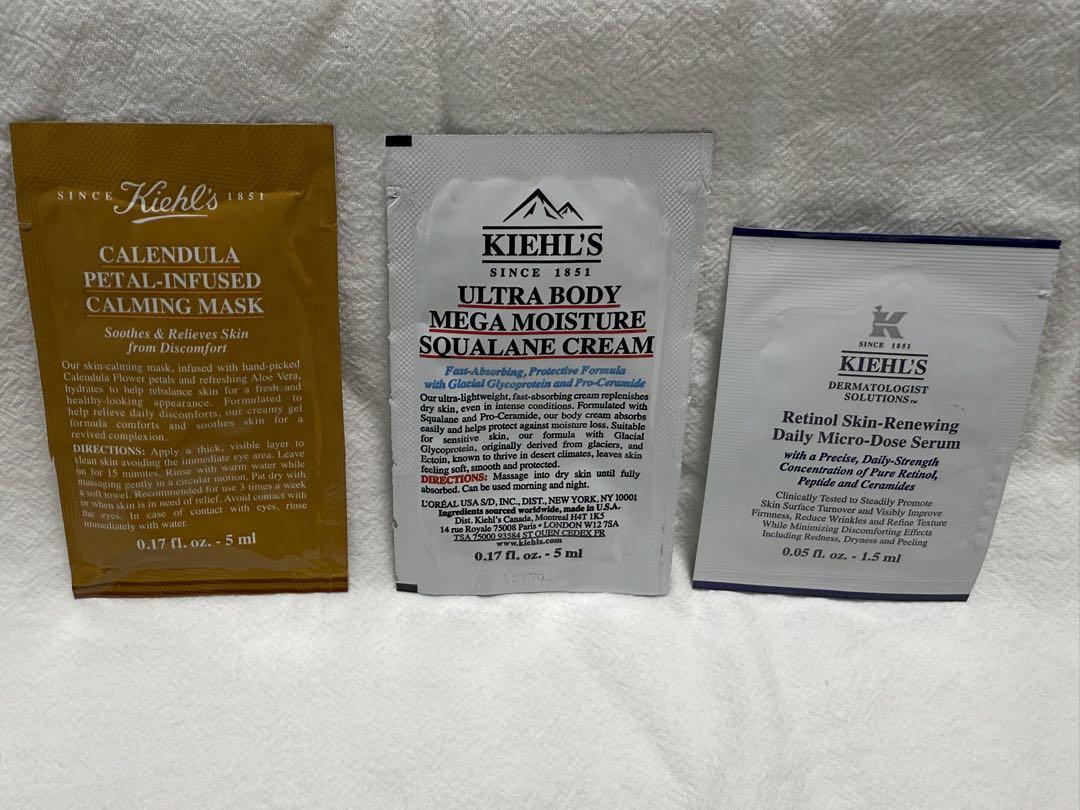 SINCE Kiehl's 1851
CALENDULA
PETAL-INFUSED
CALMING MASK
Soothes & Relieves Skin
from Discomfort
Our skin-calming mask, infused with hand-picked
Calendula Flower petals and refreshing Aloe Vera,
hydrates to help rebalance skin for a fresh and
healthy-looking appearance. Formulated to
help relieve daily discomforts, our creamy gel
formula comforts and soothes skin for a
revived complexion.
DIRECTIONS: Apply a thick, visible layer to
clean skin avoiding the immediate eye area. Leave
on for 15 minutes. Rinse with warm water while
massaging gently in a circular motion. Pat dry with
a soft towel. Recommended for use 3 times a week
or when skin is in need of relief. Avoid contact with
the eyes. In case of contact with eyes, rinse
immediately with water.
0.17 fl. oz. - 5 ml
KIEHL'S
SINCE 1851
ULTRA BODY
MEGA MOISTURE
SQUALANE CREAM
Fast-Absorbing, Protective Formula
with Glacial Glycoprotein and Pro-Ceramide
Our ultra-lightweight, fast-absorbing cream replenishes
dry skin, even in intense conditions. Formulated with
Squalane and Pro-Ceramide, our body cream absorbs
easily and helps protect against moisture loss. Suitable
for sensitive skin, our formula with Glacial
Glycoprotein, originally derived from glaciers, and
Ectoin, known to thrive in desert climates, leaves skin
feeling soft, smooth and protected.
DIRECTIONS: Massage into dry skin until fully
absorbed. Can be used morning and night.
L'ORÉAL USA S/D, INC., DIST., NEW YORK, NY 10001
Ingredients sourced worldwide, made in U.S.A.
Dist. Kiehl's Canada, Montreal H4T 1K5
14 rue Royale 75008 Paris • LONDON W12 7SA
TSA 75000 93584 ST OUEN CEDEX FR
www.kiehls.com
0.17 fl. oz. - 5 ml
K
SINCE 1851
KIEHL'S
DERMATOLOGIST
SOLUTIONS™
Retinol Skin-Renewing
Daily Micro-Dose Serum
with a Precise, Daily-Strength
Concentration of Pure Retinol,
Peptide and Ceramides
Clinically Tested to Steadily Promote
Skin Surface Turnover and Visibly Improve
Firmness, Reduce Wrinkles and Refine Texture
While Minimizing Discomforting Effects
Including Redness, Dryness and Peeling
0.05 fl. oz. - 1.5 ml